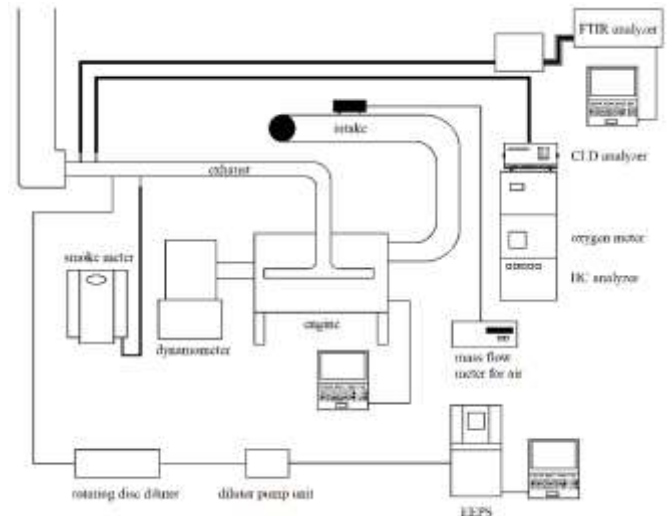 FTIR analyzer
intake
CLD analyzer
exhaust
oxygen meter
smoke meter
HC analyzer
engine
dynamometer
mass flow
meter for air
rotating disc diluter
diluter pump unit
EEPS